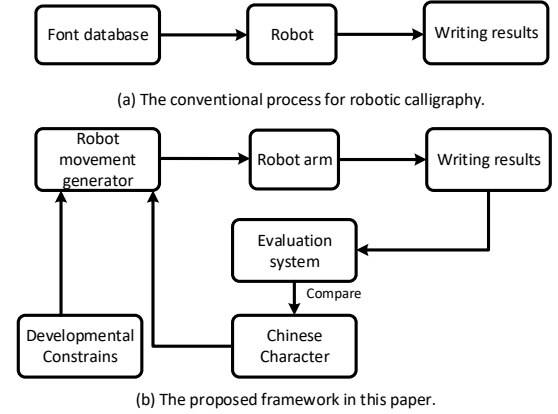 Font database
Robot
Writing results
(a) The conventional process for robotic calligraphy.
Robot
movement
generator
Robot arm
Writing results
Evaluation
system
Compare
Developmental
Constrains
Chinese
Character
(b) The proposed framework in this paper.